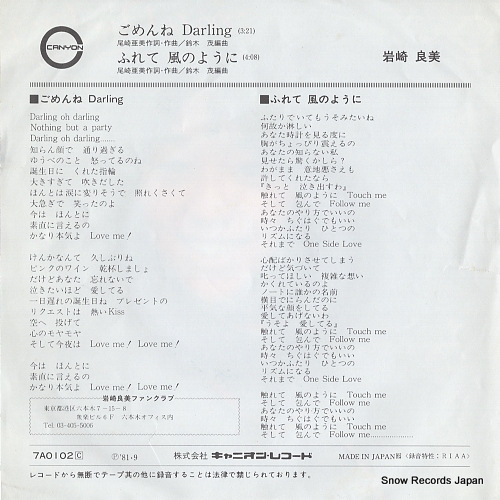 CANYON
ごめんね Darling (3:21)
尾崎亜美作詞・作曲/鈴木 茂編曲
ふれて 風のように (4:08)
尾崎亜美作詞・作曲/鈴木 茂編曲
岩崎 良美
■ごめんね Darling
Darling oh darling
Nothing but a party
Darling oh darling......
知らん顔で 通り過ぎる
ゆうべのこと 怒ってるのね
誕生日に くれた指輪
大きすぎて 吹きだした
ほんとは涙に変りそうで 照れくさくて
大急ぎで 笑ったのよ
今は ほんとに
素直に言えるの
かなり本気よ Love me!
けんかなんて 久しぶりね
ピンクのワイン 乾杯しましょ
だけどあなた 忘れないで
泣きたいほど 愛してる
一日遅れの誕生日ね プレゼントの
リクエストは 熱いKiss
空へ 投げて
心のモヤモヤ
そして今夜は Love me! Love me!
今は ほんとに
素直に言えるの
かなり本気よ Love me! Love me!
岩崎良美ファンクラブ
東京都港区六本木7-15-8
六本木オフィス内
Tel. 03-405-5006
■ふれて 風のように
ふたりでいてもうそみたいね
何故か淋しい
あなた時計を見る度に
胸がちょっぴり震えるの
あなたの知らない私
見せたら驚くかしら?
わがまま 意地悪さえも
許してくれたなら
『きっと 泣き出すわ』
触れて 風のように Touch me
そして 包んで Follow me
あなたのやり方でいいの
時々 ちぐはぐでもいい
いつかふたり ひとつの
リズムになる
それまで One Side Love
心配ばかりさせてしまう
だけど気づいて
叱ってほしい 複雑な想い
かくれているのよ
ノートに誰かの名前
横目でにらんだのに
平気な顔をしてる
愛してあげないわ
『うそよ 愛してる』
触れて 風のように Touch me
そして 包んで Follow me
あなたのやり方でいいの
時々 ちぐはぐでもいい
いつかふたり ひとつの
リズムになる
それまで One Side Love
触れて 風のように Touch me
そして 包んで Follow me
触れて 風のように Touch me
そして 包んで Follow me..................
7A0102 Ⓒ Ⓟ'81・9 株式会社 キャニオン・レコード MADE IN JAPAN (録音特性:RIAA)
レコードから無断でテープ其の他に録音することは法律で禁じられております。
Snow Records Japan